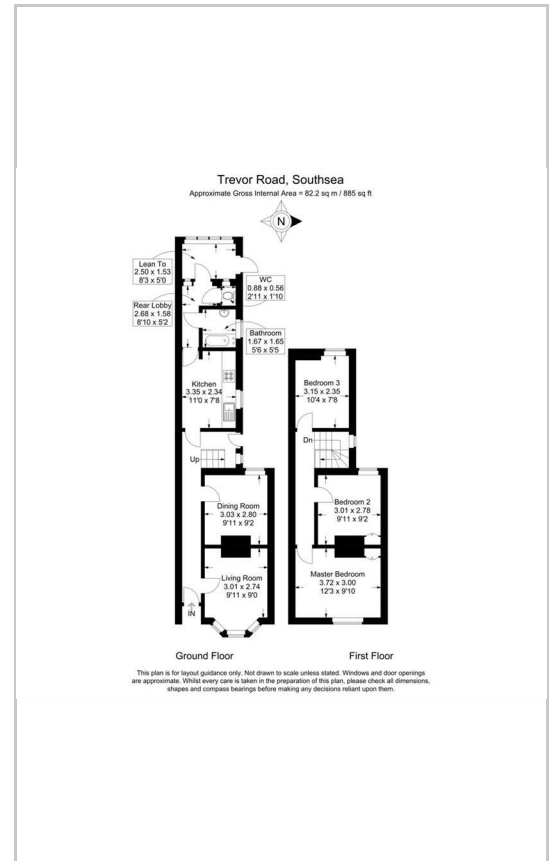 Trevor Road, Southsea
Approximate Gross Internal Area = 82.2 sq m / 885 sq ft
N
Lean To
2.50 x 1.53
8'3 x 5'0
WC
0.88 x 0.56
2'11 x 1'10
Rear Lobby
2.68 x 1.58
8'10 x 5'2
Bathroom
1.67 x 1.65
5'6 x 5'5
Kitchen
3.35 x 2.34
11'0 x 7'8
Up
Dining Room
3.03 x 2.80
9'11 x 9'2
Living Room
3.01 x 2.74
9'11 x 9'0
IN
Bedroom 3
3.15 x 2.35
10'4 x 7'8
Dn
Bedroom 2
3.01 x 2.78
9'11 x 9'2
Master Bedroom
3.72 x 3.00
12'3 x 9'10
Ground Floor
First Floor
This plan is for layout guidance only. Not drawn to scale unless stated. Windows and door openings
are approximate. Whilst every care is taken in the preparation of this plan, please check all dimensions,
shapes and compass bearings before making any decisions reliant upon them.